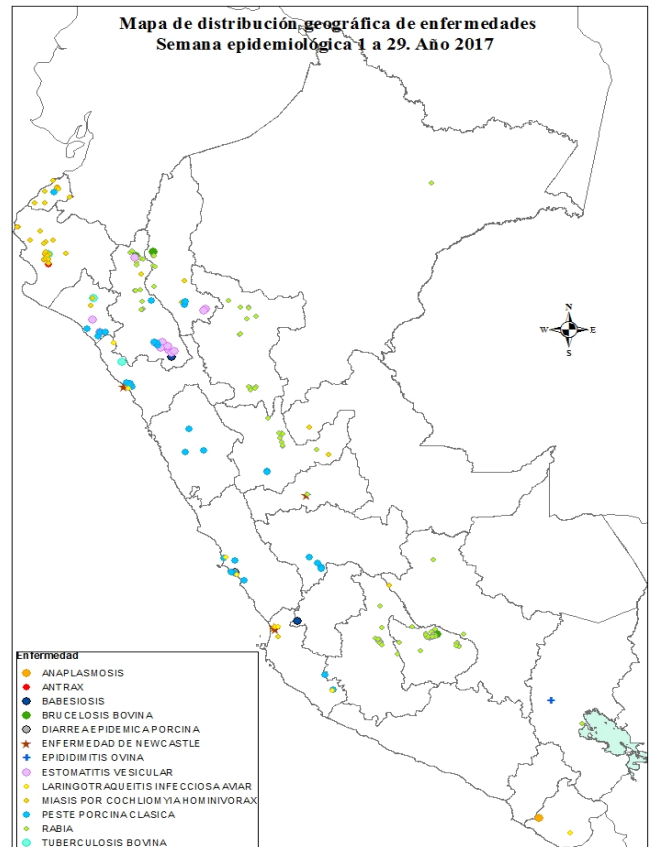 Mapa de distribución geográfica de enfermedades
Semana epidemiológica 1 a 29. Año 2017
N
W E
S
Enfermedad
ANAPLASMOSIS
ANTRAX
BABESIOSIS
BRUCELOSIS BOVINA
DIARREA EPIDEMICA PORCINA
ENFERMEDAD DE NEWCASTLE
EPIDIDIMITIS OVINA
ESTOMATITIS VESICULAR
LARINGOTRAQUEITIS INFECCIOSA AVIAR
MIASIS POR COCHLIOMYIA HOMINIVORAX
PESTE PORCINA CLASICA
RABIA
TUBERCULOSIS BOVINA